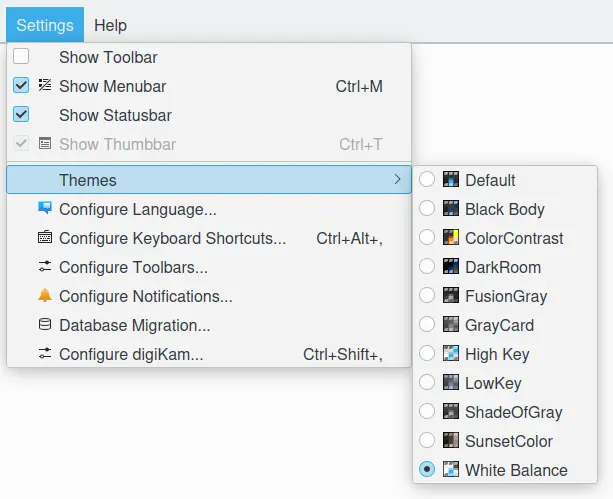 Settings Help
Show Toolbar
Show Menubar Ctrl+M
Show Statusbar
Show Thumbbar Ctrl+T
Themes
Configure Language...
Configure Keyboard Shortcuts... Ctrl+Alt+,
Configure Toolbars...
Configure Notifications...
Database Migration...
Configure digiKam... Ctrl+Shift+,
Default
Black Body
ColorContrast
DarkRoom
FusionGray
GrayCard
High Key
LowKey
ShadeOfGray
SunsetColor
White Balance